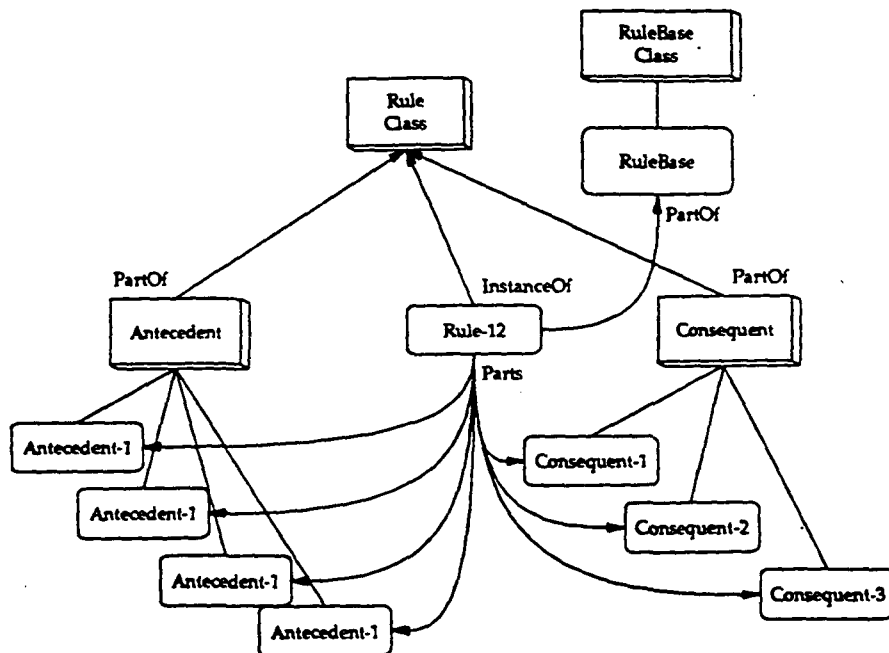 RuleBase
Class
Rule
Class
RuleBase
PartOf
PartOf
InstanceOf
PartOf
Antecedent
Rule-12
Consequent
Parts
Antecedent-1
Consequent-1
Antecedent-1
Consequent-2
Antecedent-1
Consequent-3
Antecedent-1